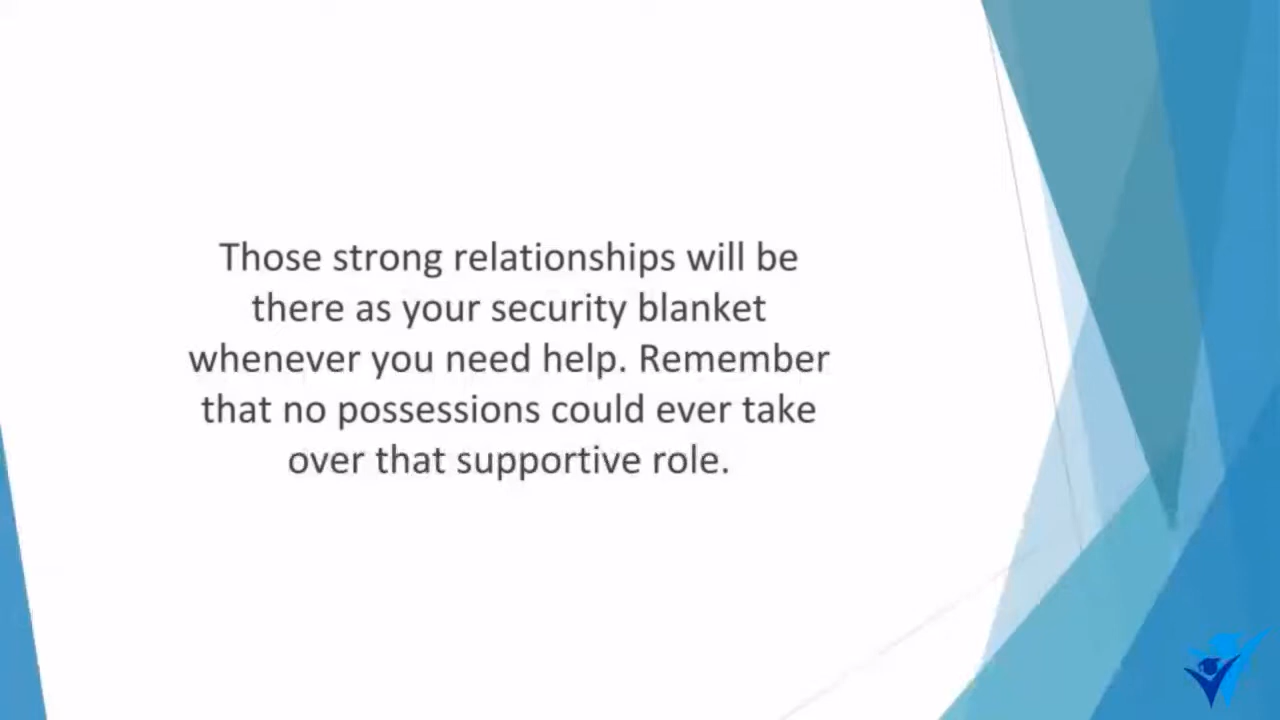 Those strong relationships will be
there as your security blanket
whenever you need help. Remember
that no possessions could ever take
over that supportive role.